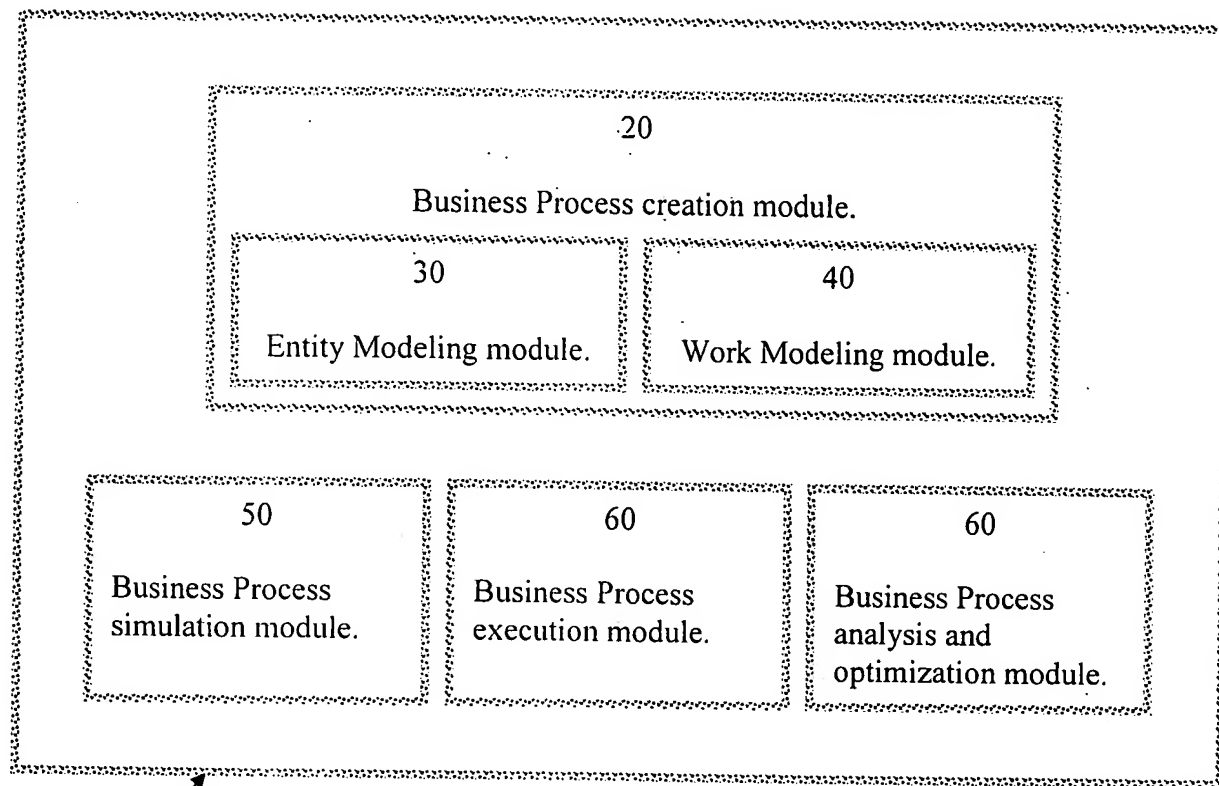 20
Business Process creation module.
30
Entity Modeling module.
40
Work Modeling module.
50
Business Process
simulation module.
60
Business Process
execution module.
60
Business Process
analysis and
optimization module.